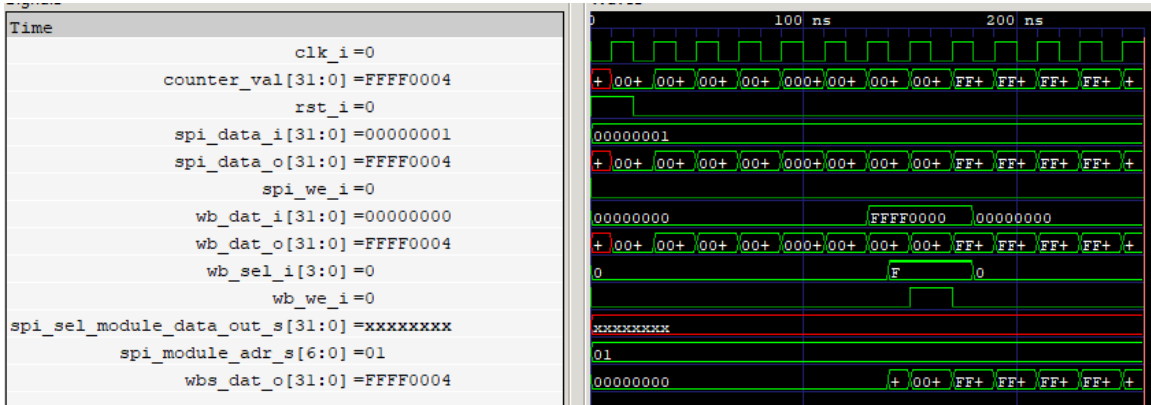 Time 100 ns 200 ns
clk_i=0
counter_val[31:0]=FFFF0004 + 00+ 00+ 00+ 00+ 000+ 00+ 00+ 00+ FF+ FF+ FF+ FF+ +
rst_i=0
spi_data_i[31:0]=00000001 00000001
spi_data_o[31:0]=FFFF0004 + 00+ 00+ 00+ 00+ 000+ 00+ 00+ 00+ FF+ FF+ FF+ FF+ +
spi_we_i=0
wb_dat_i[31:0]=00000000 00000000 FFFF0000 00000000
wb_dat_o[31:0]=FFFF0004 + 00+ 00+ 00+ 00+ 000+ 00+ 00+ 00+ FF+ FF+ FF+ FF+ +
wb_sel_i[3:0]=0 0 F 0
wb_we_i=0
spi_sel_module_data_out_s[31:0]=xxxxxxxx xxxxxxxx
spi_module_adr_s[6:0]=01 01
wbs_dat_o[31:0]=FFFF0004 00000000 + 00+ FF+ FF+ FF+ FF+ +